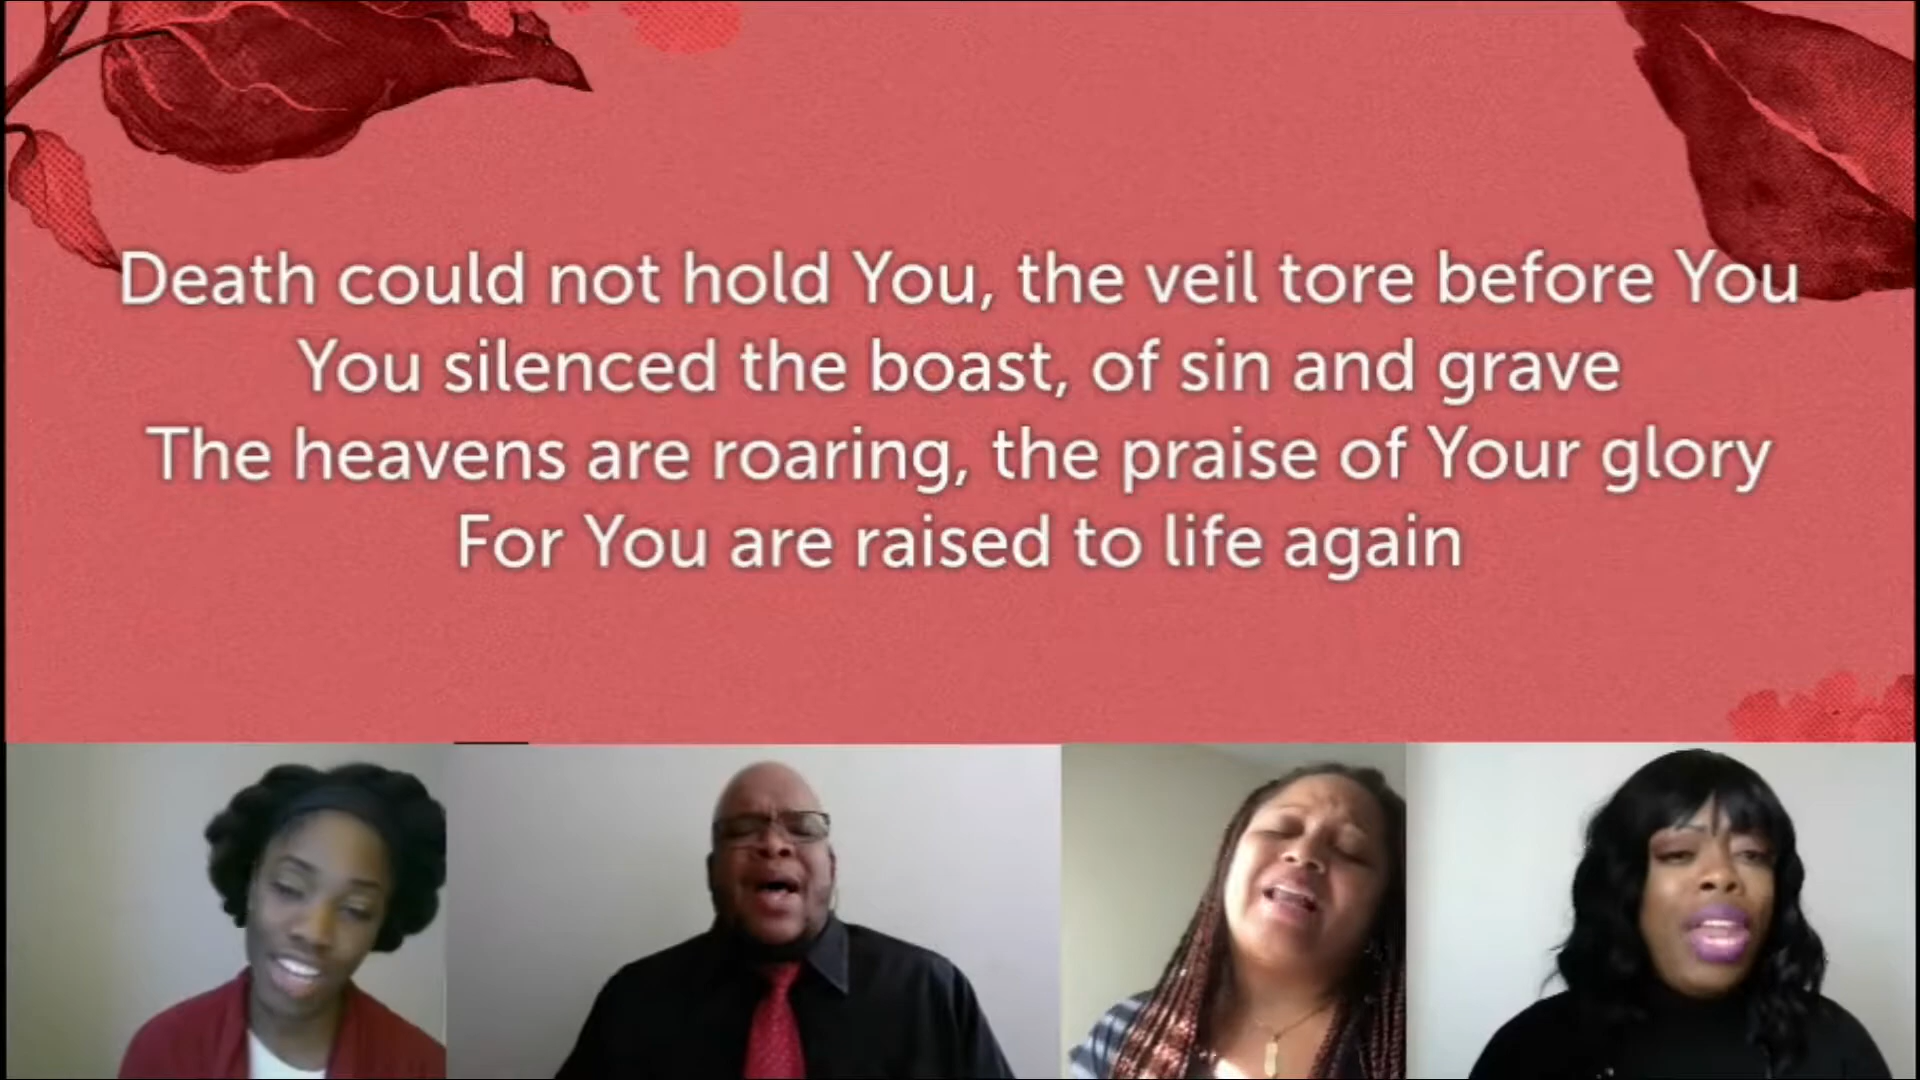 Death could not hold You, the veil tore before You
You silenced the boast, of sin and grave
The heavens are roaring, the praise of Your glory
For You are raised to life again